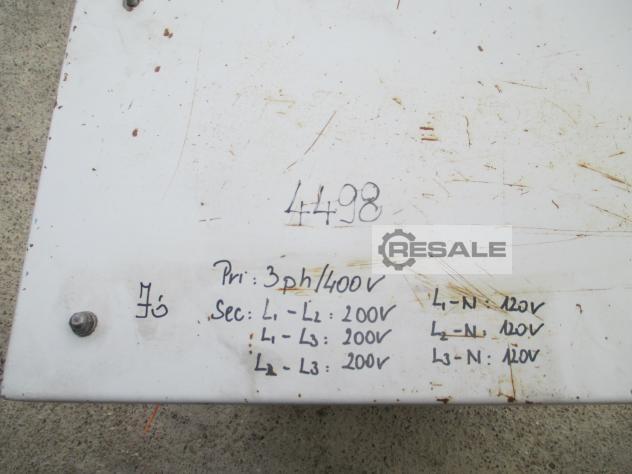 4498
RESALE
Pri: 3ph/400V
Jó
Sec: L1-L2: 200V
L1-L3: 200V
L2-L3: 200V
L1-N: 120V
L2-N: 120V
L3-N: 120V